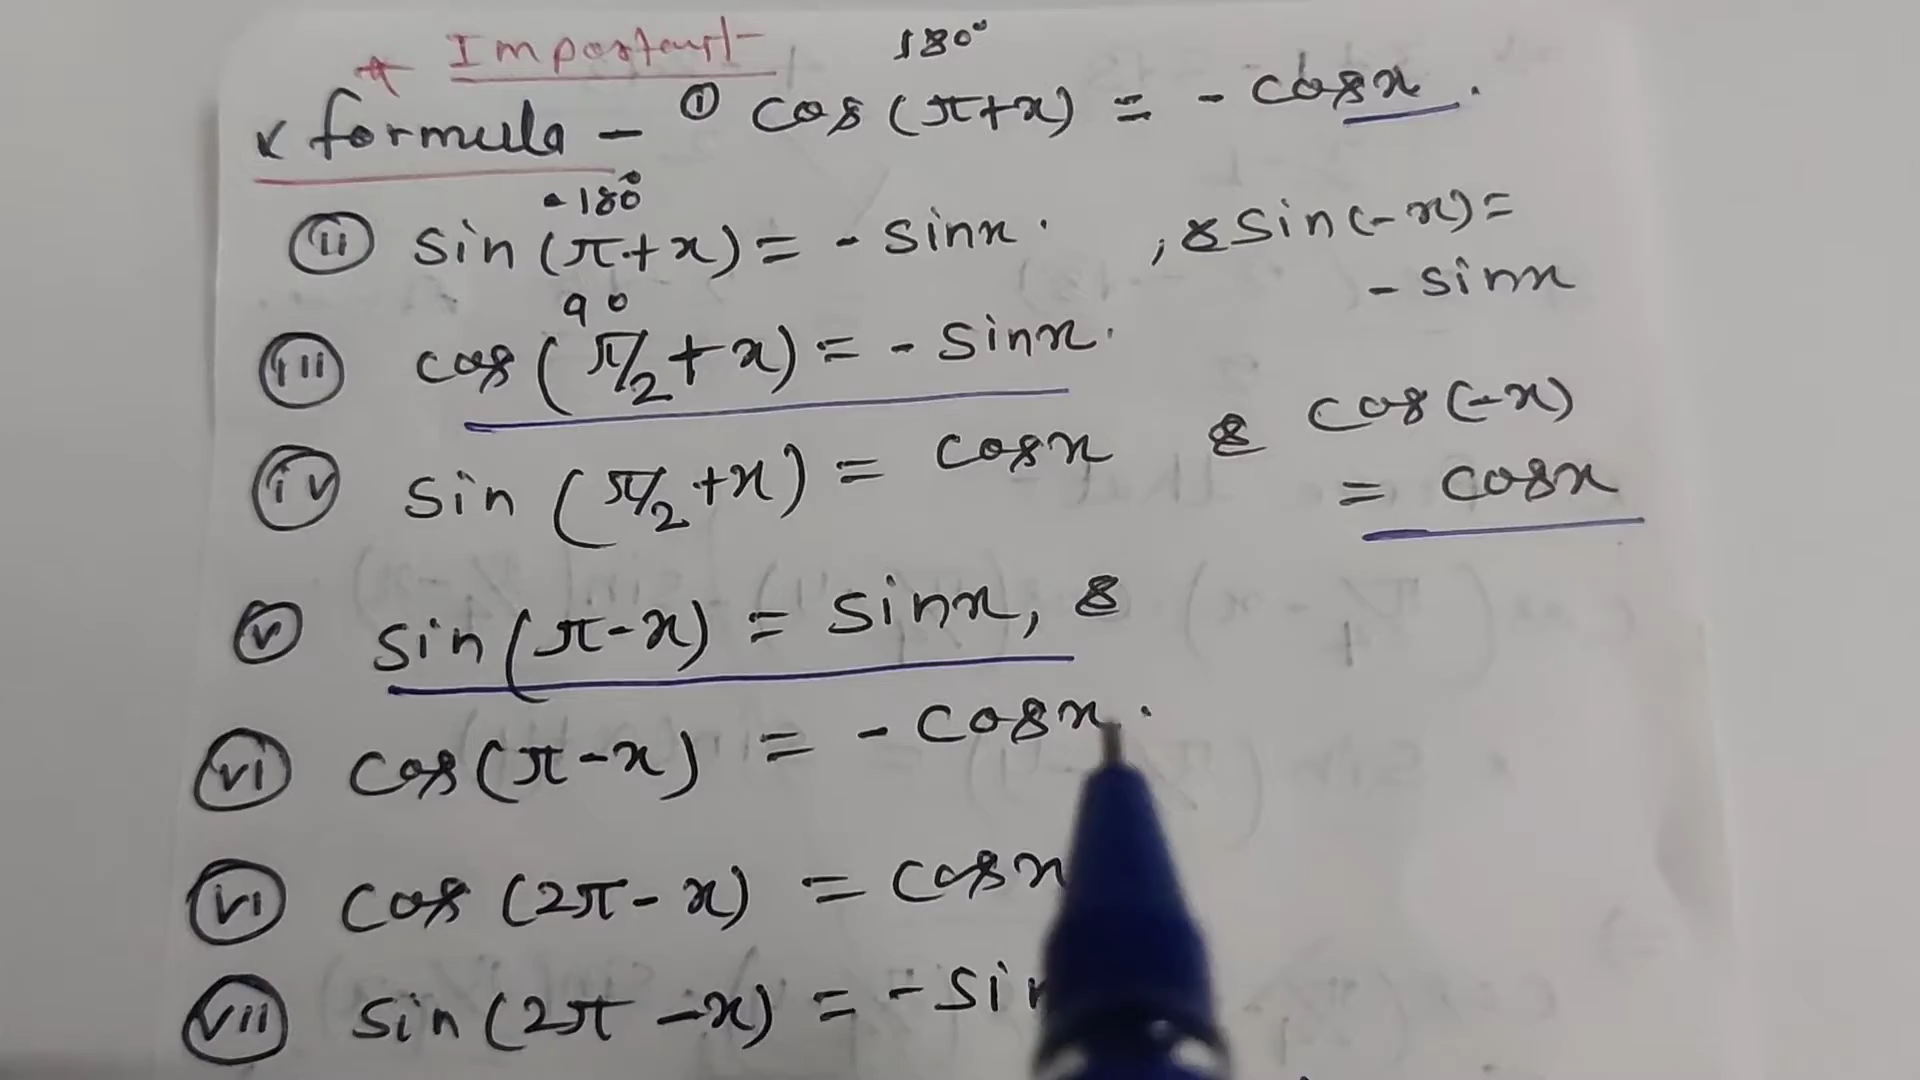 * Important
180°
✓ formula - ① cos(π+x) = - cosx.
180°
ii sin(π+x) = - sinx. , & sin(-x) =
- sinx
90
iii cos(π/2+x) = - sinx.
& cos(-x)
iv sin(π/2+x) = cosx
= cosx
v sin(π-x) = sinx, &
vi cos(π-x) = - cosx.
vi cos(2π-x) = cosx
vii sin(2π-x) = - sin